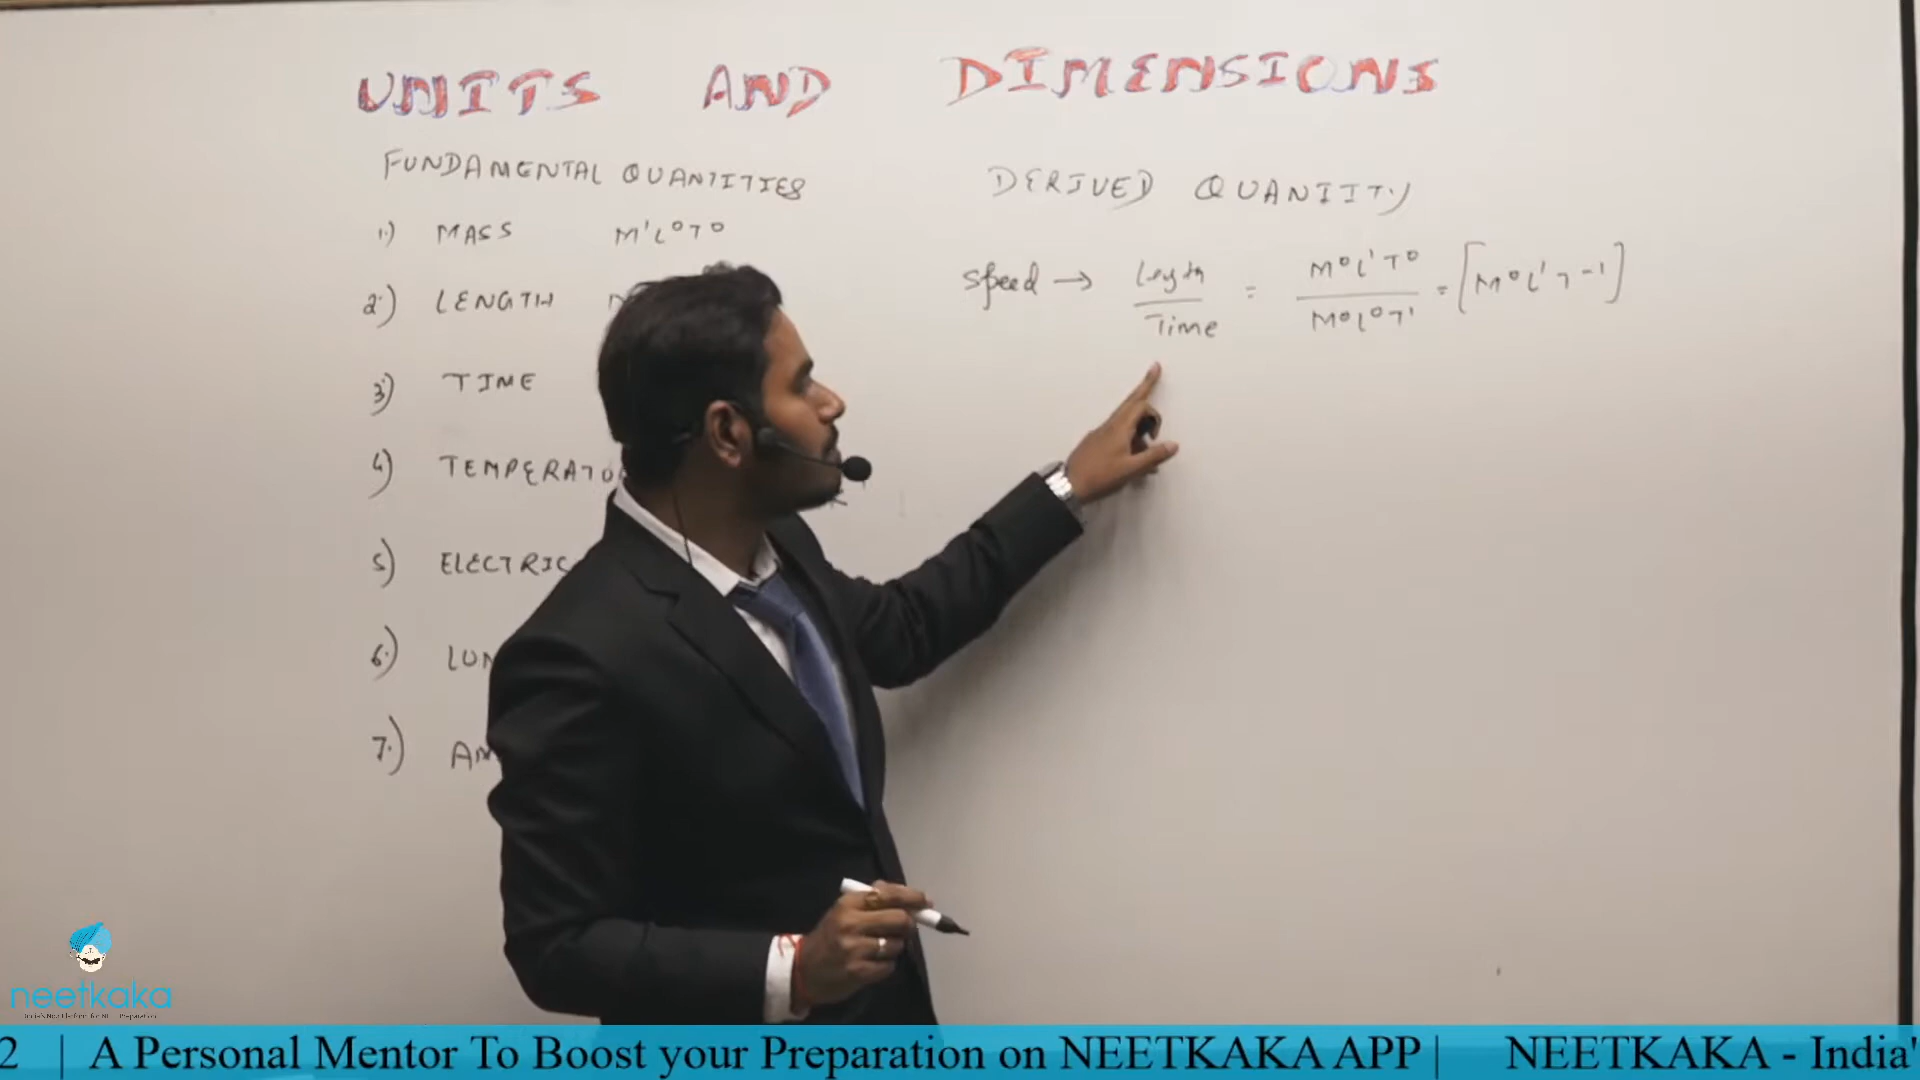 UNITS AND DIMENSIONS
FUNDAMENTAL QUANTITIES
1) MASS M¹L⁰T⁰
2) LENGTH
3) TIME
4) TEMPERATU
5) ELECTRIC
6) LUM
7) AM
DERIVED QUANTITY
Speed → Length / Time = M⁰L¹T⁰ / M⁰L⁰T¹ = [M⁰L¹T⁻¹]
neetkaka
2 | A Personal Mentor To Boost your Preparation on NEETKAKA APP | NEETKAKA - India'